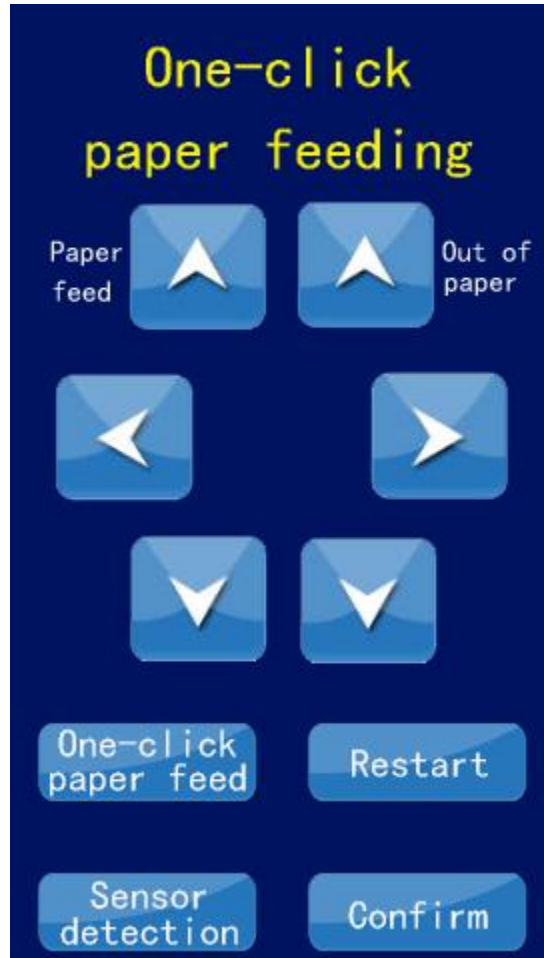 One-click
paper feeding
Paper
feed
Out of
paper
One-click
paper feed
Restart
Sensor
detection
Confirm